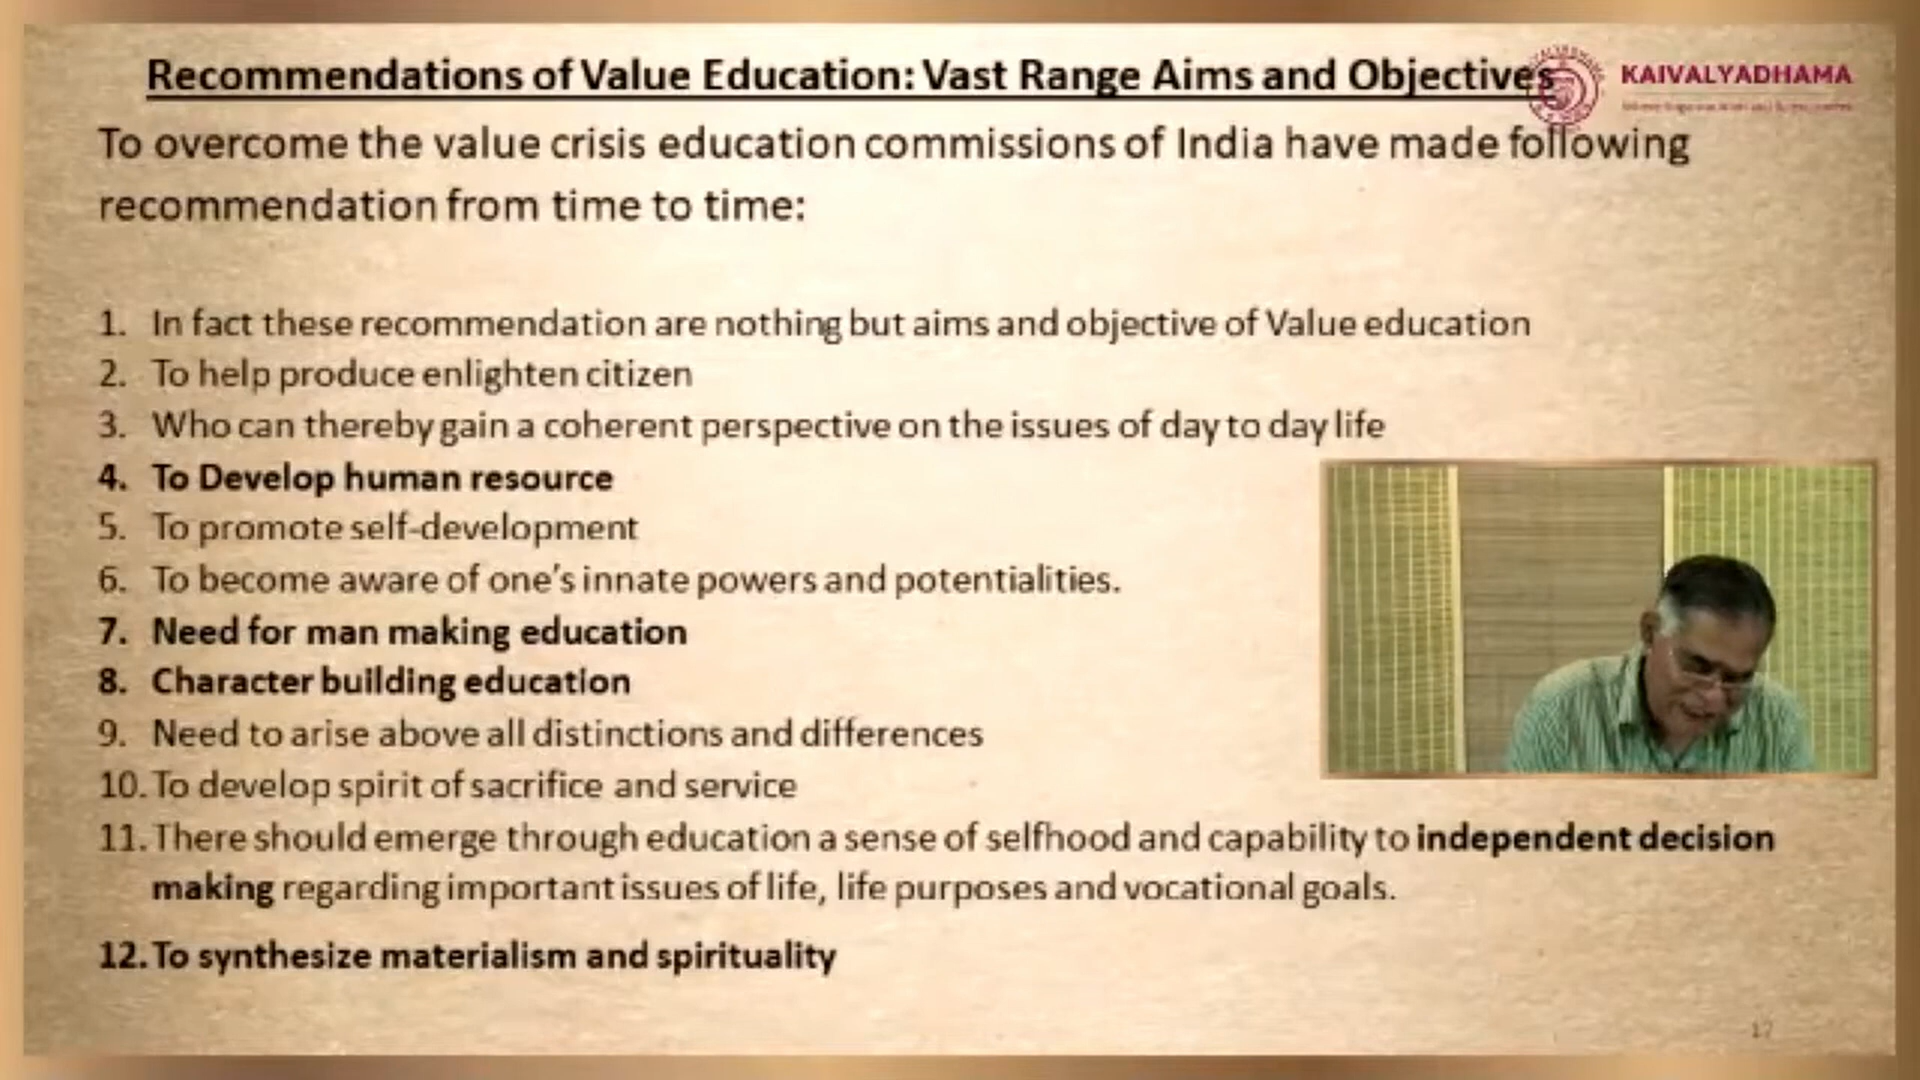 Recommendations of Value Education: Vast Range Aims and Objectives
KAIVALYADHAMA
To overcome the value crisis education commissions of India have made following
recommendation from time to time:
1. In fact these recommendation are nothing but aims and objective of Value education
2. To help produce enlighten citizen
3. Who can thereby gain a coherent perspective on the issues of day to day life
4. To Develop human resource
5. To promote self-development
6. To become aware of one's innate powers and potentialities.
7. Need for man making education
8. Character building education
9. Need to arise above all distinctions and differences
10. To develop spirit of sacrifice and service
11. There should emerge through education a sense of selfhood and capability to independent decision
making regarding important issues of life, life purposes and vocational goals.
12. To synthesize materialism and spirituality
17